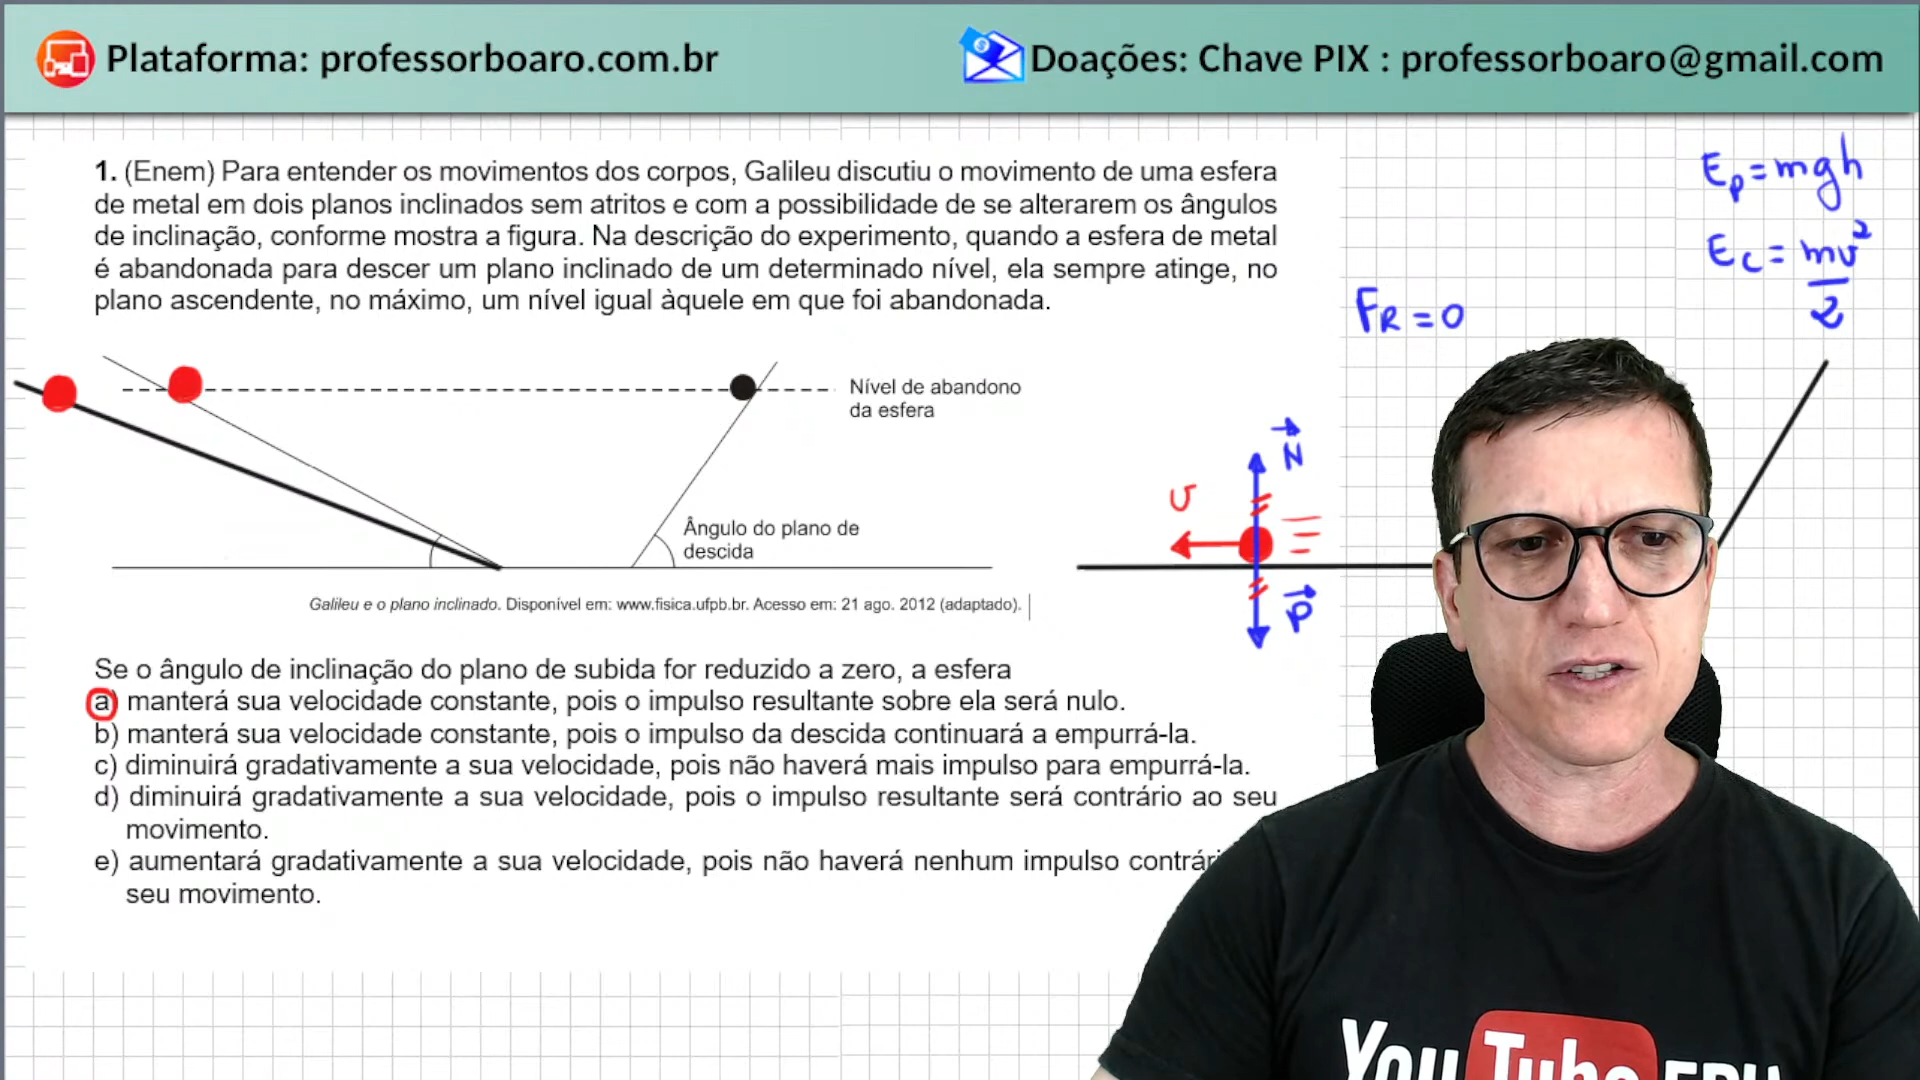 Plataforma: professorboaro.com.br
Doações: Chave PIX : professorboaro@gmail.com
1. (Enem) Para entender os movimentos dos corpos, Galileu discutiu o movimento de uma esfera
de metal em dois planos inclinados sem atritos e com a possibilidade de se alterarem os ângulos
de inclinação, conforme mostra a figura. Na descrição do experimento, quando a esfera de metal
é abandonada para descer um plano inclinado de um determinado nível, ela sempre atinge, no
plano ascendente, no máximo, um nível igual àquele em que foi abandonada.
Ep = mgh
Ec = mv²
2
FR = 0
Nível de abandono
da esfera
Ângulo do plano de
descida
N
v
P
Galileu e o plano inclinado. Disponível em: www.fisica.ufpb.br. Acesso em: 21 ago. 2012 (adaptado).
Se o ângulo de inclinação do plano de subida for reduzido a zero, a esfera
a) manterá sua velocidade constante, pois o impulso resultante sobre ela será nulo.
b) manterá sua velocidade constante, pois o impulso da descida continuará a empurrá-la.
c) diminuirá gradativamente a sua velocidade, pois não haverá mais impulso para empurrá-la.
d) diminuirá gradativamente a sua velocidade, pois o impulso resultante será contrário ao seu
movimento.
e) aumentará gradativamente a sua velocidade, pois não haverá nenhum impulso
seu movimento.
YouTube